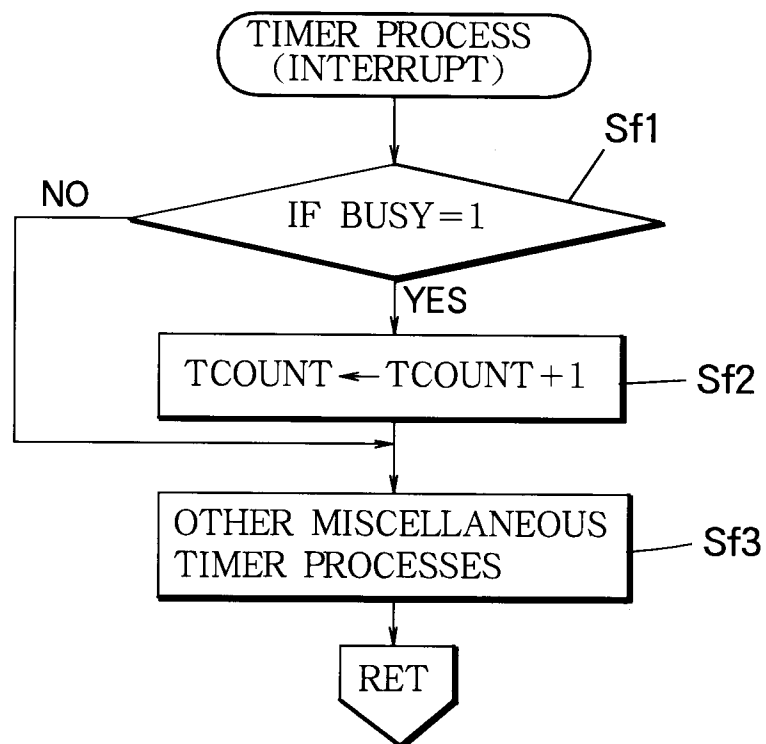 TIMER PROCESS
(INTERRUPT)
Sf1
NO
IF BUSY=1
YES
TCOUNT ← TCOUNT+1
Sf2
OTHER MISCELLANEOUS
TIMER PROCESSES
Sf3
RET